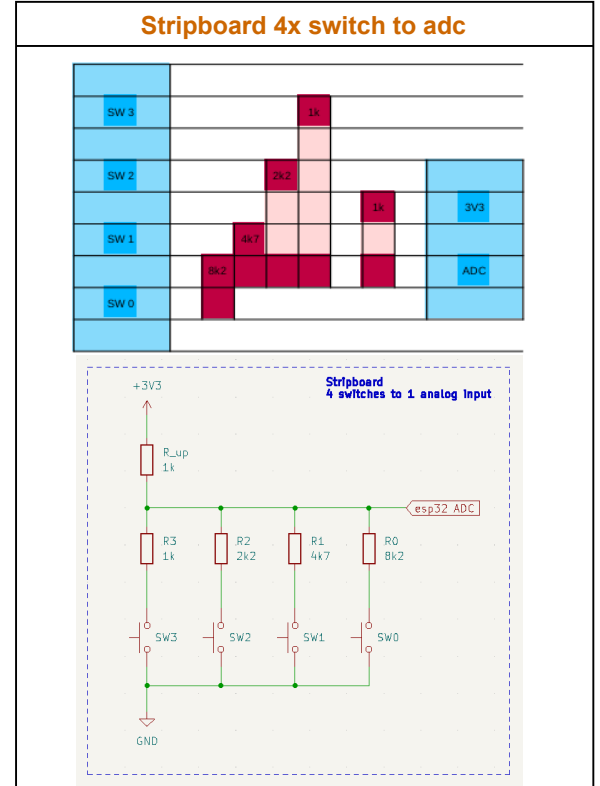 Stripboard 4x switch to adc
SW 3
1k
SW 2
2k2
1k
3V3
SW 1
4k7
8k2
ADC
SW 0
Stripboard
4 switches to 1 analog input
+3V3
R_up
1k
esp32 ADC
R3
1k
R2
2k2
R1
4k7
R0
8k2
SW3
SW2
SW1
SW0
GND